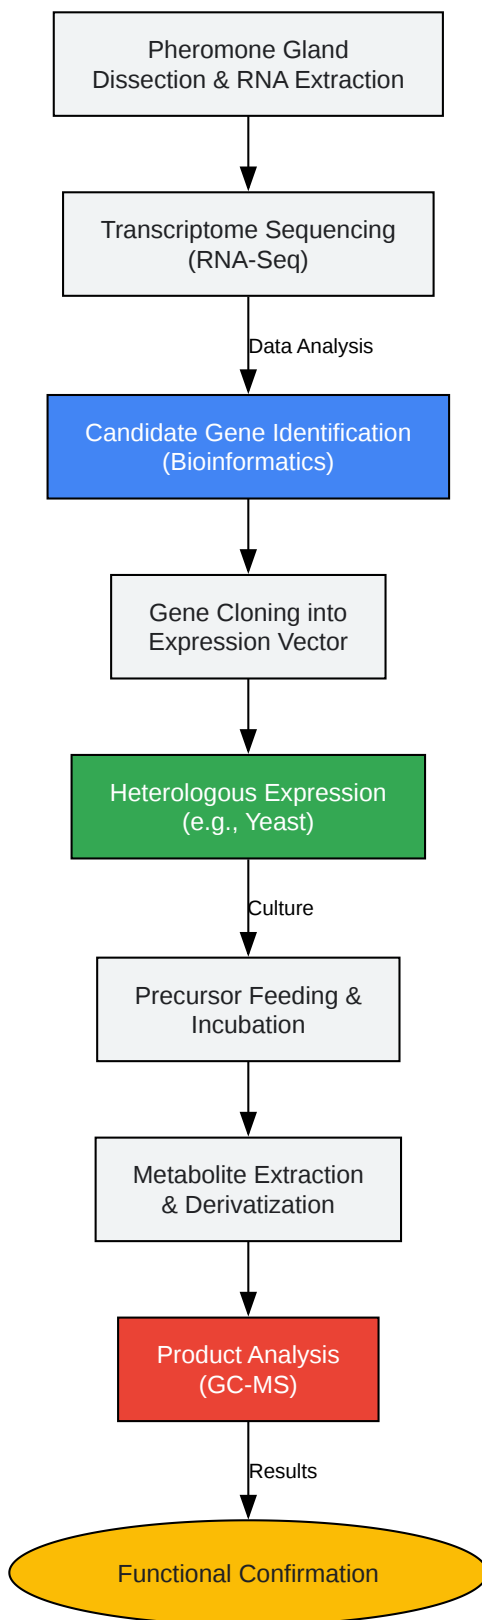 Pheromone Gland
Dissection & RNA Extraction
Transcriptome Sequencing
(RNA-Seq)
Data Analysis
Candidate Gene Identification
(Bioinformatics)
Gene Cloning into
Expression Vector
Heterologous Expression
(e.g., Yeast)
Culture
Precursor Feeding &
Incubation
Metabolite Extraction
& Derivatization
Product Analysis
(GC-MS)
Results
Functional Confirmation